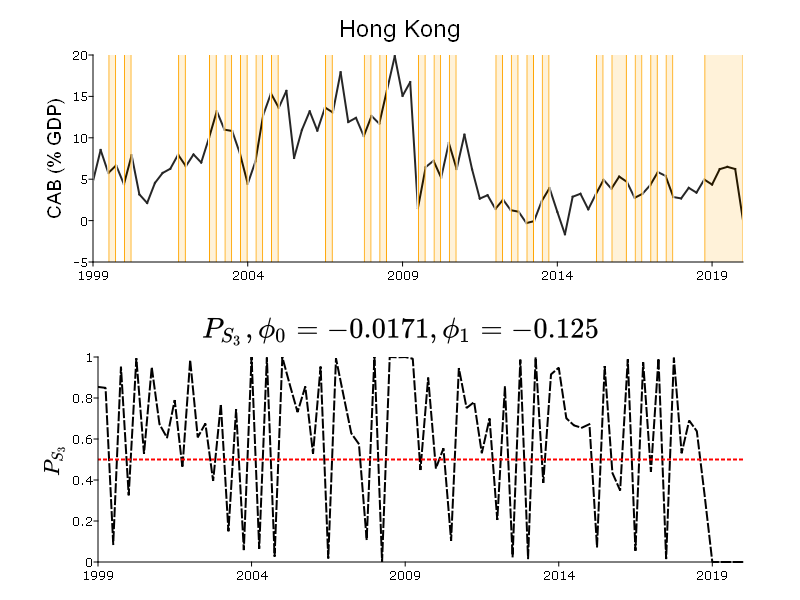 Hong Kong
CAB (% GDP)
20
15
10
5
0
−5
1999 2004 2009 2014 2019
P_{S_3}, ϕ_0 = −0.0171, ϕ_1 = −0.125
P_{S_3}
1
0.8
0.6
0.4
0.2
0
1999 2004 2009 2014 2019